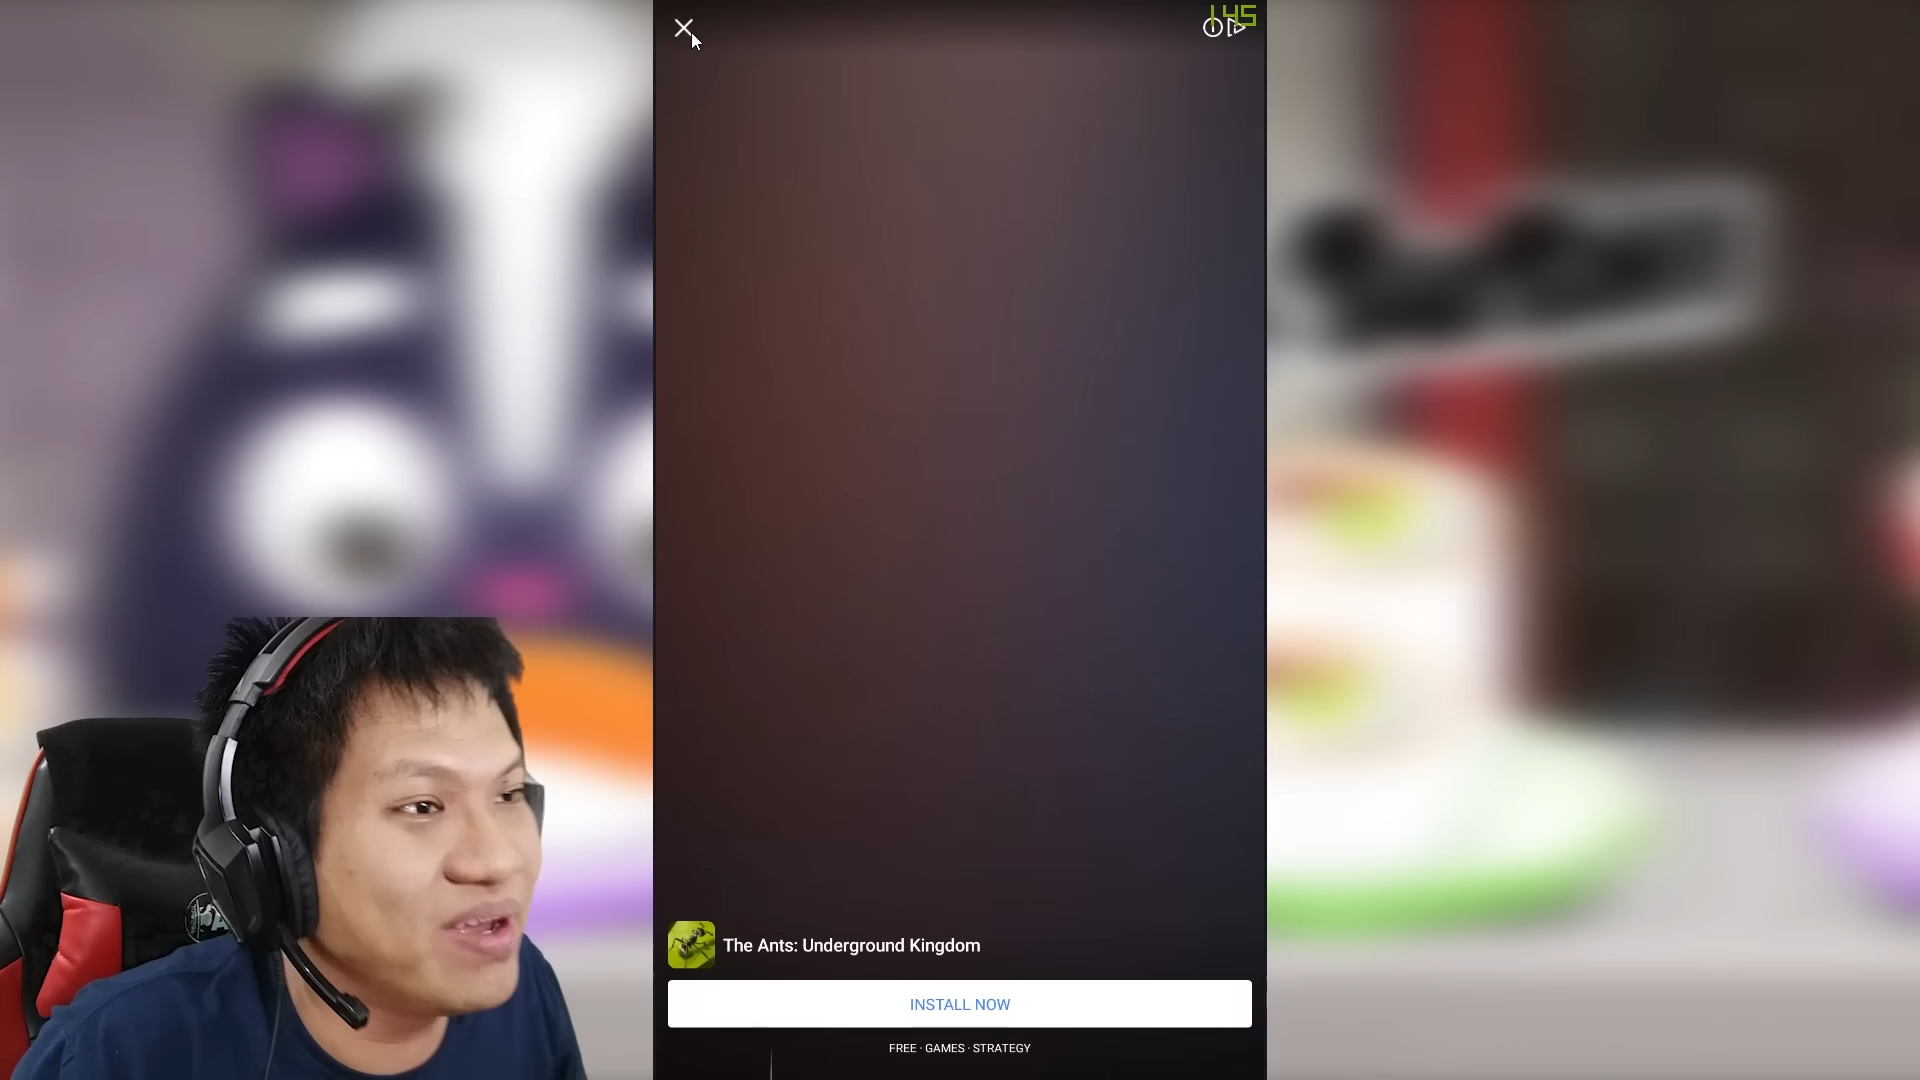 145
The Ants: Underground Kingdom
INSTALL NOW
FREE · GAMES · STRATEGY